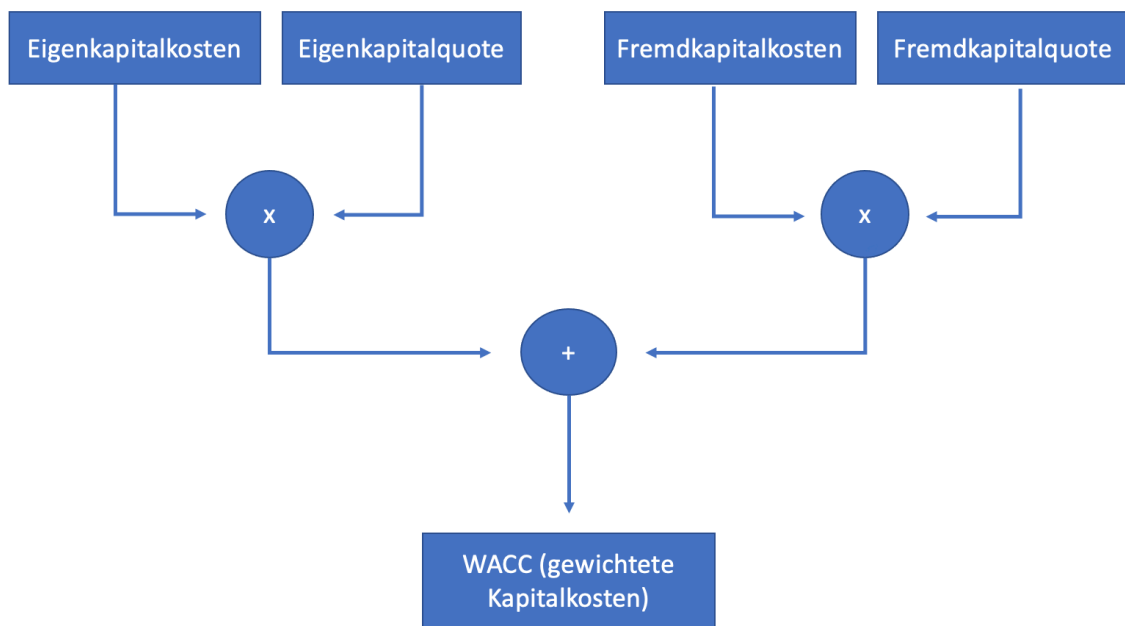 Eigenkapitalkosten
Eigenkapitalquote
Fremdkapitalkosten
Fremdkapitalquote
x
x
+
WACC (gewichtete
Kapitalkosten)